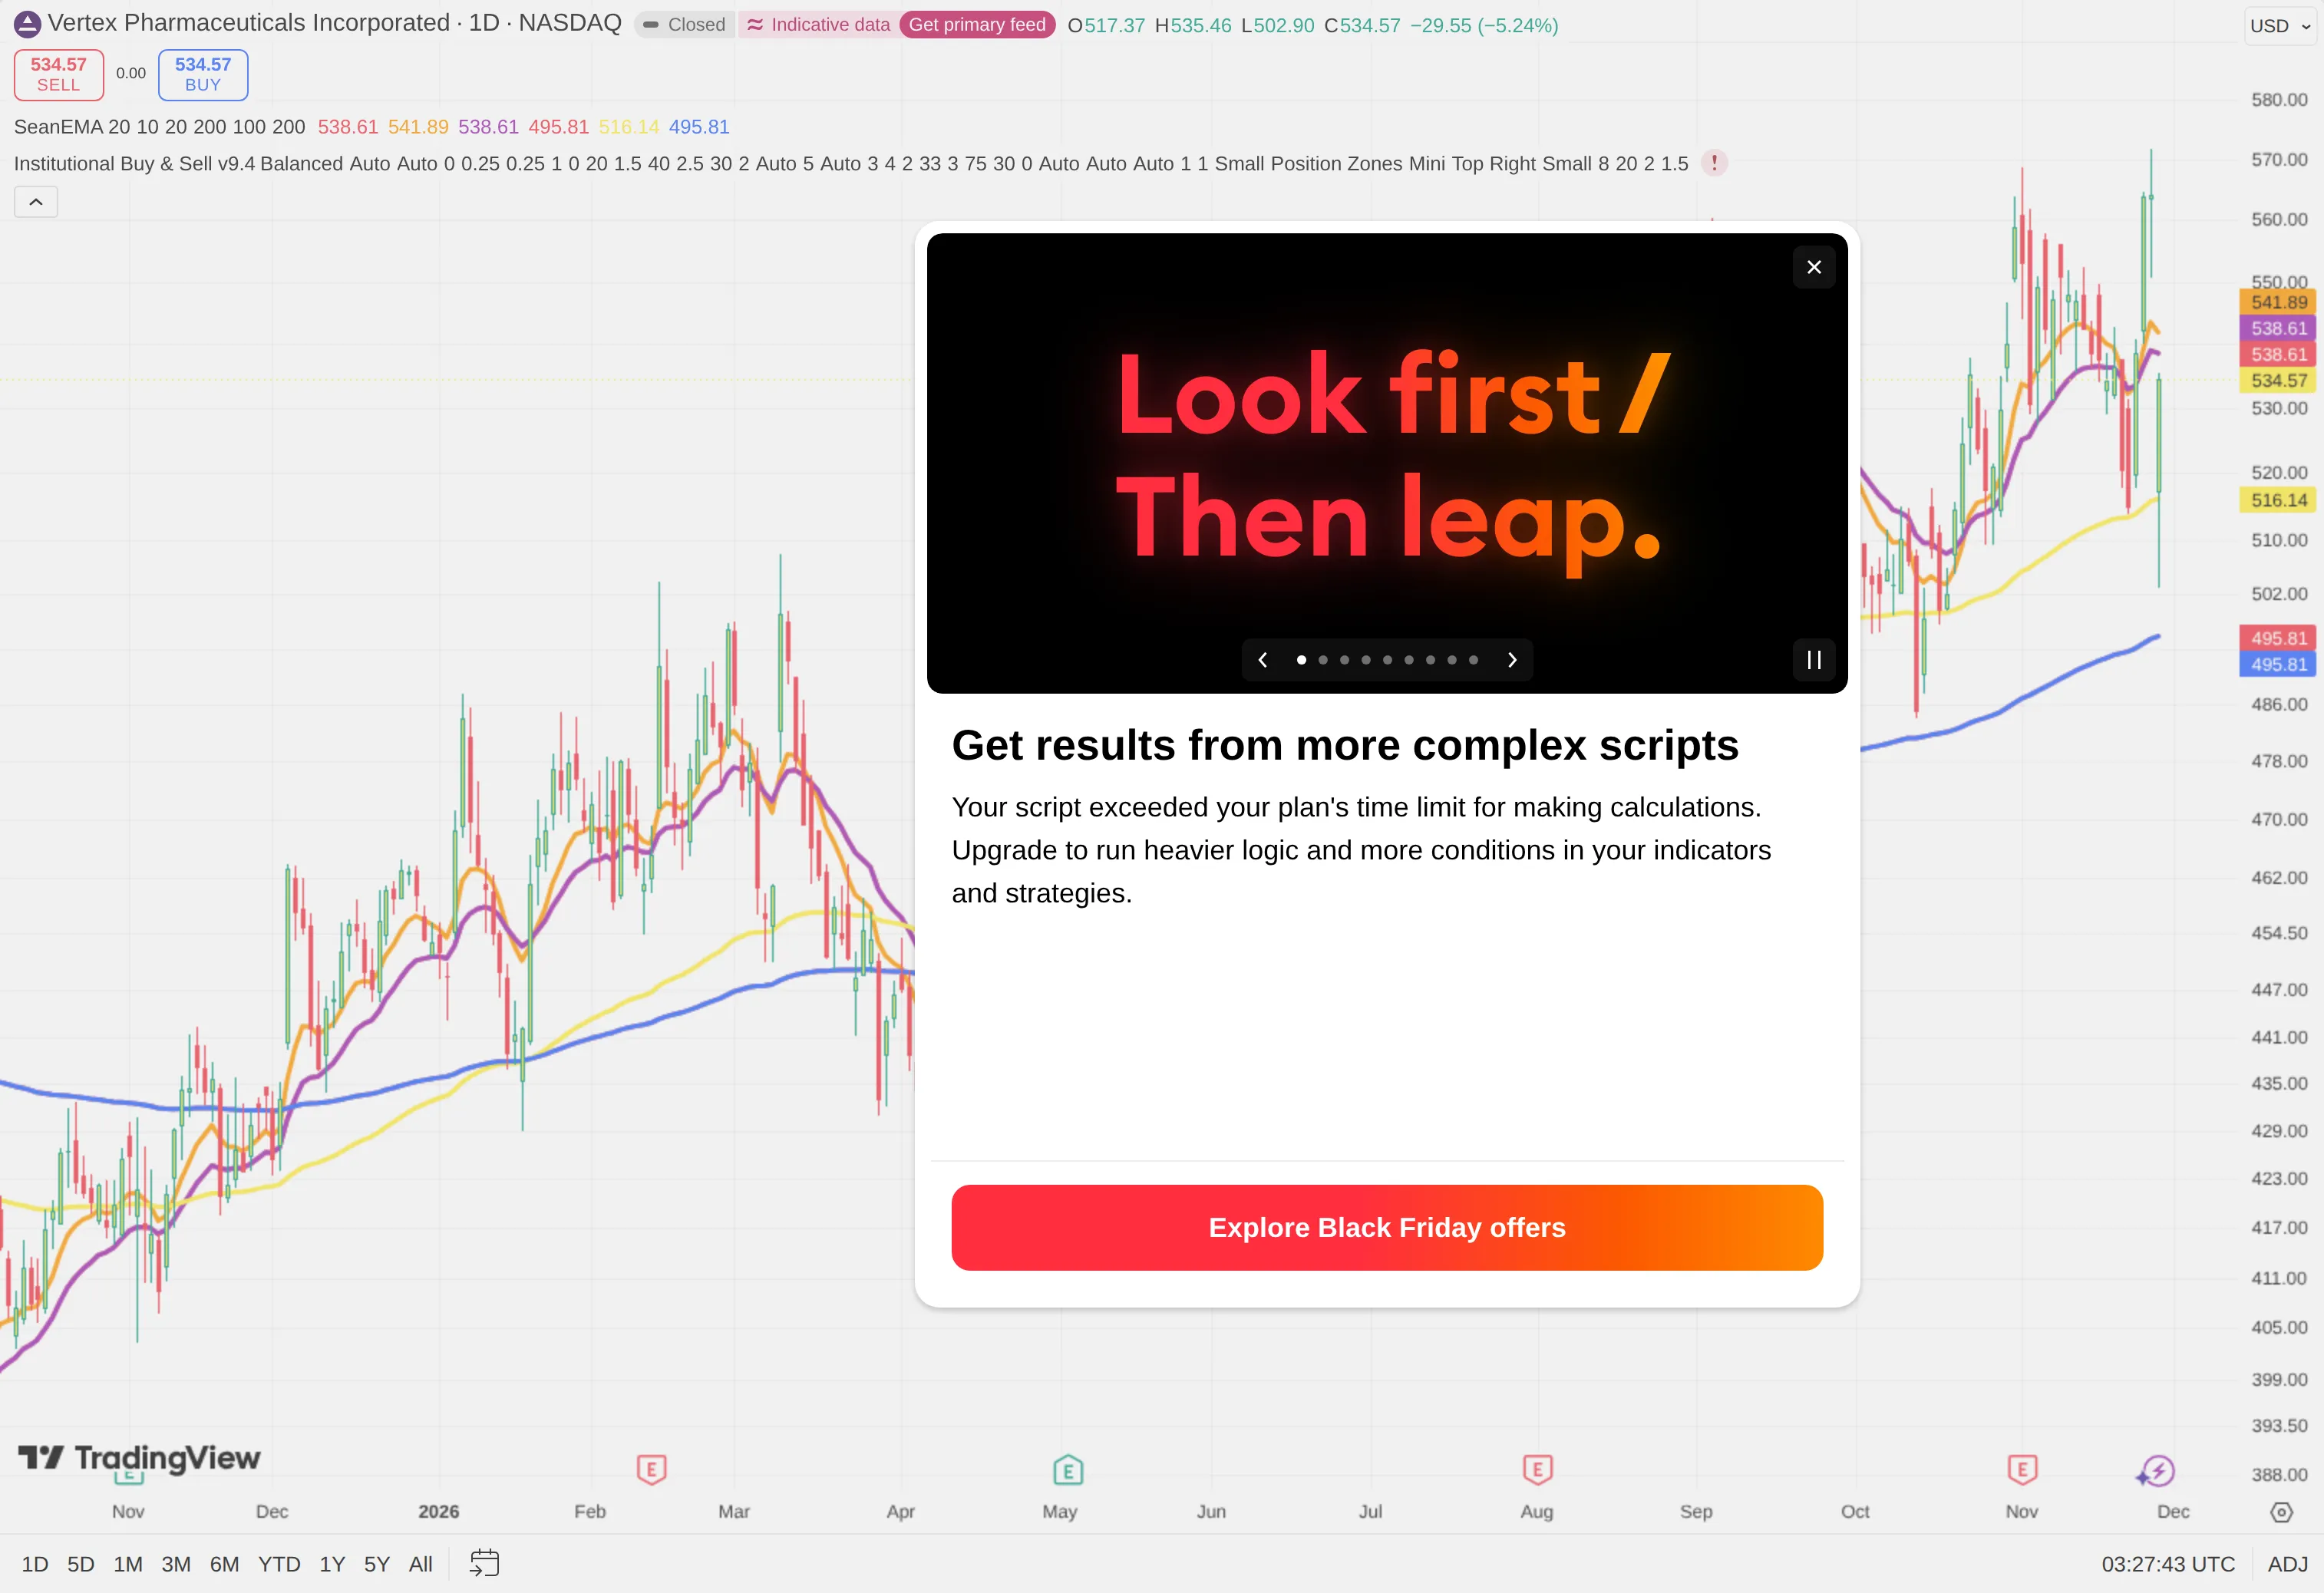 Vertex Pharmaceuticals Incorporated · 1D · NASDAQ Closed Indicative data Get primary feed O517.37 H535.46 L502.90 C534.57 −29.55 (−5.24%) USD
534.57 SELL 0.00 534.57 BUY
SeanEMA 20 10 20 200 100 200 538.61 541.89 538.61 495.81 516.14 495.81
Institutional Buy & Sell v9.4 Balanced Auto Auto 0 0.25 0.25 1 0 20 1.5 40 2.5 30 2 Auto 5 Auto 3 4 2 33 3 75 30 0 Auto Auto Auto 1 1 Small Position Zones Mini Top Right Small 8 20 2 1.5 !
580.00
570.00
560.00
550.00
541.89
538.61
538.61
534.57
530.00
520.00
516.14
510.00
502.00
495.81
495.81
486.00
478.00
470.00
462.00
454.50
447.00
441.00
435.00
429.00
423.00
417.00
411.00
405.00
399.00
393.50
388.00
Look first /
Then leap.
Get results from more complex scripts
Your script exceeded your plan's time limit for making calculations.
Upgrade to run heavier logic and more conditions in your indicators
and strategies.
Explore Black Friday offers
TradingView
E E E E E
Nov Dec 2026 Feb Mar Apr May Jun Jul Aug Sep Oct Nov Dec
1D 5D 1M 3M 6M YTD 1Y 5Y All 03:27:43 UTC ADJ